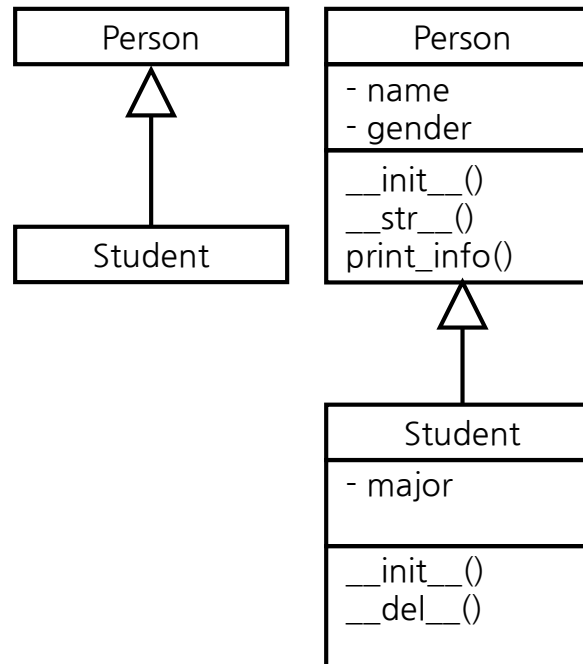 Person
Student
Person
- name
- gender
__init__()
__str__()
print_info()
Student
- major
__init__()
__del__()